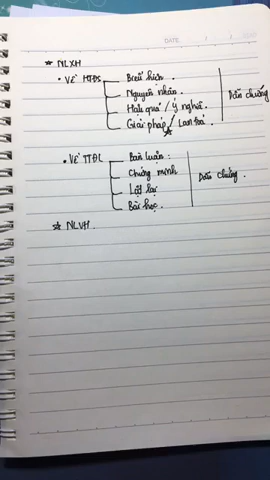 DATE
* NLXH
• Về HTĐS Biểu hiện.
Nguyên nhân.
Hậu quả / ý nghĩa.
Dẫn chứng
Giải pháp / Lan toả.
• Về TTĐL Bàn luận:
Chứng minh
Dẫn chứng.
Lật lại
Bài học.
* NLVH.